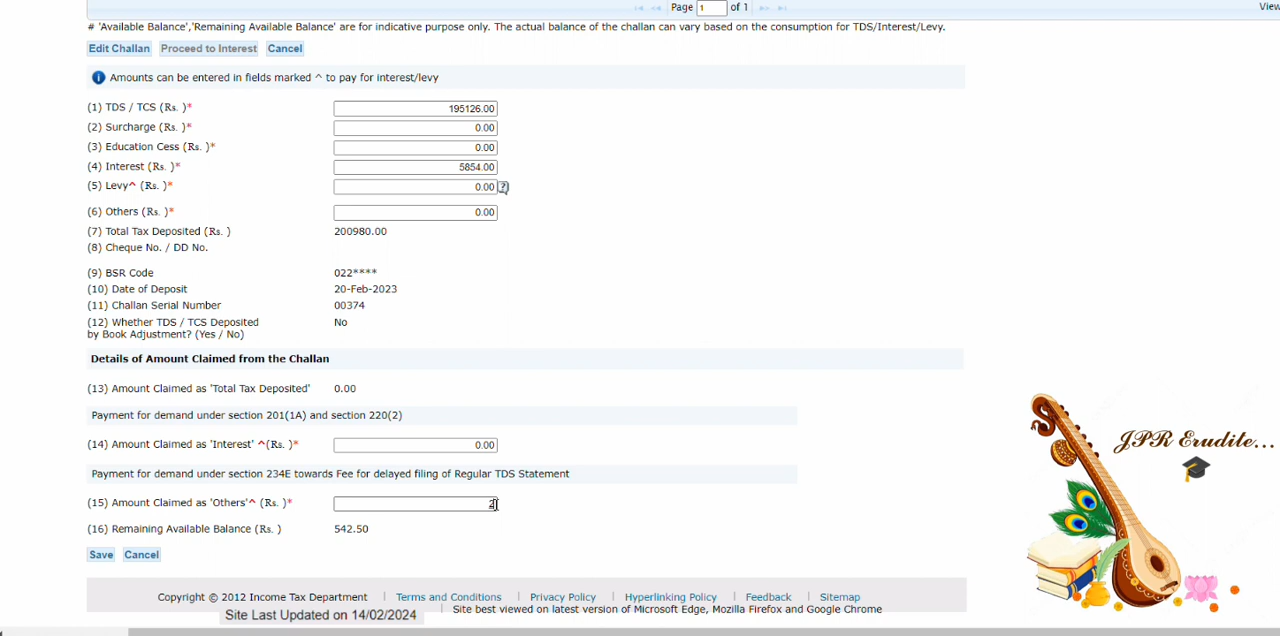 Page 1 of 1 View
# 'Available Balance','Remaining Available Balance' are for indicative purpose only. The actual balance of the challan can vary based on the consumption for TDS/Interest/Levy.
Edit Challan Proceed to Interest Cancel
Amounts can be entered in fields marked ^ to pay for interest/levy
(1) TDS / TCS (Rs. )* 195126.00
(2) Surcharge (Rs. )* 0.00
(3) Education Cess (Rs. )* 0.00
(4) Interest (Rs. )* 5854.00
(5) Levy^ (Rs. )* 0.00 ?
(6) Others (Rs. )* 0.00
(7) Total Tax Deposited (Rs. ) 200980.00
(8) Cheque No. / DD No.
(9) BSR Code 022****
(10) Date of Deposit 20-Feb-2023
(11) Challan Serial Number 00374
(12) Whether TDS / TCS Deposited No
by Book Adjustment? (Yes / No)
Details of Amount Claimed from the Challan
(13) Amount Claimed as 'Total Tax Deposited' 0.00
Payment for demand under section 201(1A) and section 220(2)
(14) Amount Claimed as 'Interest' ^(Rs. )* 0.00
Payment for demand under section 234E towards Fee for delayed filing of Regular TDS Statement
(15) Amount Claimed as 'Others'^ (Rs. )*
(16) Remaining Available Balance (Rs. ) 542.50
Save Cancel
JPR Erudite...
Copyright © 2012 Income Tax Department | Terms and Conditions | Privacy Policy | Hyperlinking Policy | Feedback | Sitemap
Site Last Updated on 14/02/2024 | Site best viewed on latest version of Microsoft Edge, Mozilla Firefox and Google Chrome